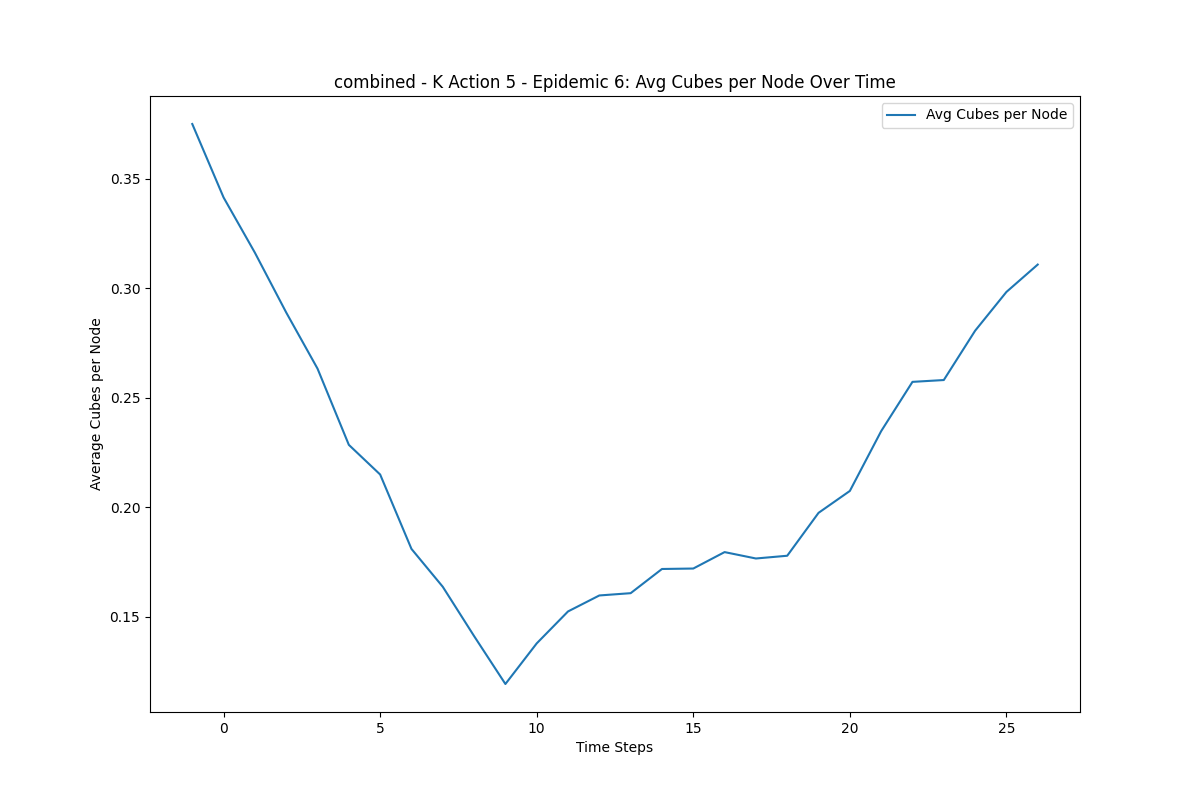 combined - K Action 5 - Epidemic 6: Avg Cubes per Node Over Time
Avg Cubes per Node
0.35
0.30
0.25
0.20
0.15
Average Cubes per Node
0 5 10 15 20 25
Time Steps